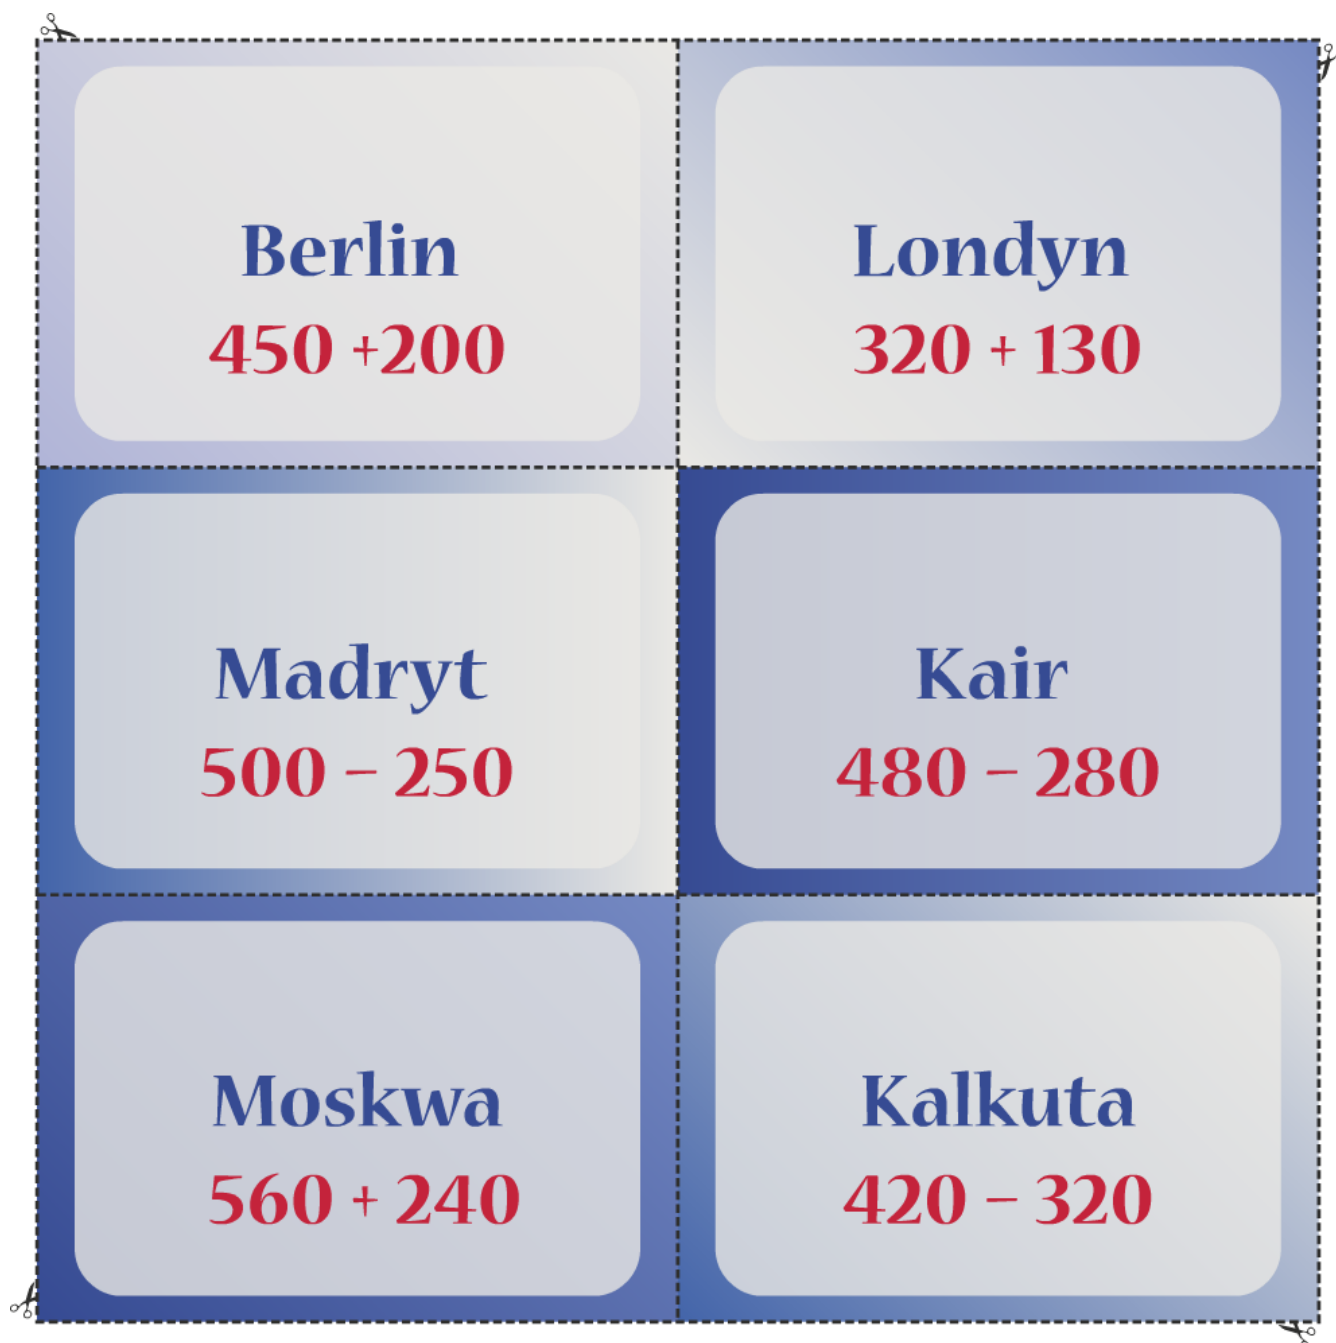 Berlin
450 +200
Londyn
320 + 130
Madryt
500 – 250
Kair
480 – 280
Moskwa
560 + 240
Kalkuta
420 – 320